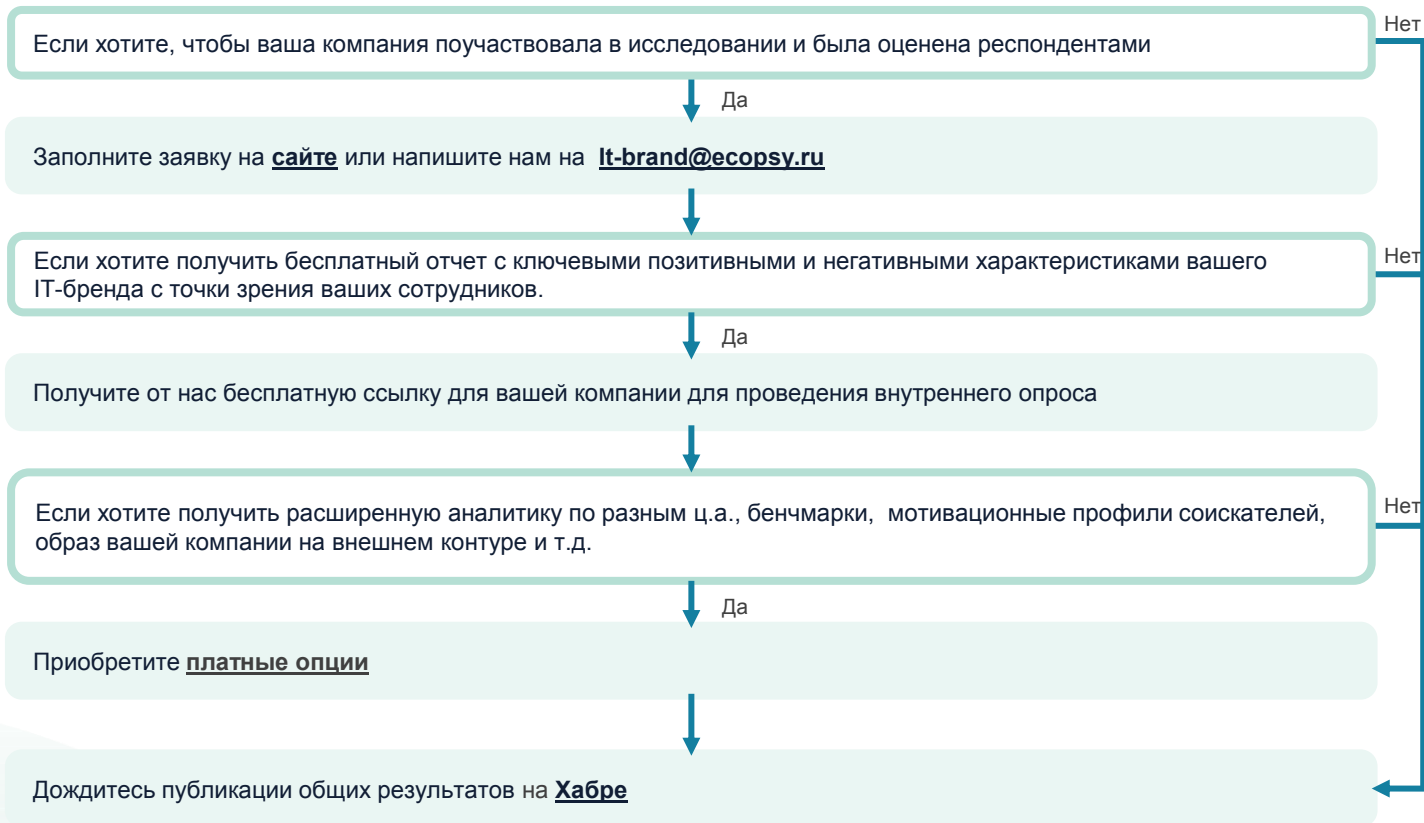 Нет
Если хотите, чтобы ваша компания поучаствовала в исследовании и была оценена респондентами
Да
Заполните заявку на сайте или напишите нам на It-brand@ecopsy.ru
Нет
Если хотите получить бесплатный отчет с ключевыми позитивными и негативными характеристиками вашего
IT-бренда с точки зрения ваших сотрудников.
Да
Получите от нас бесплатную ссылку для вашей компании для проведения внутреннего опроса
Нет
Если хотите получить расширенную аналитику по разным ц.а., бенчмарки, мотивационные профили соискателей,
образ вашей компании на внешнем контуре и т.д.
Да
Приобретите платные опции
Дождитесь публикации общих результатов на Хабре